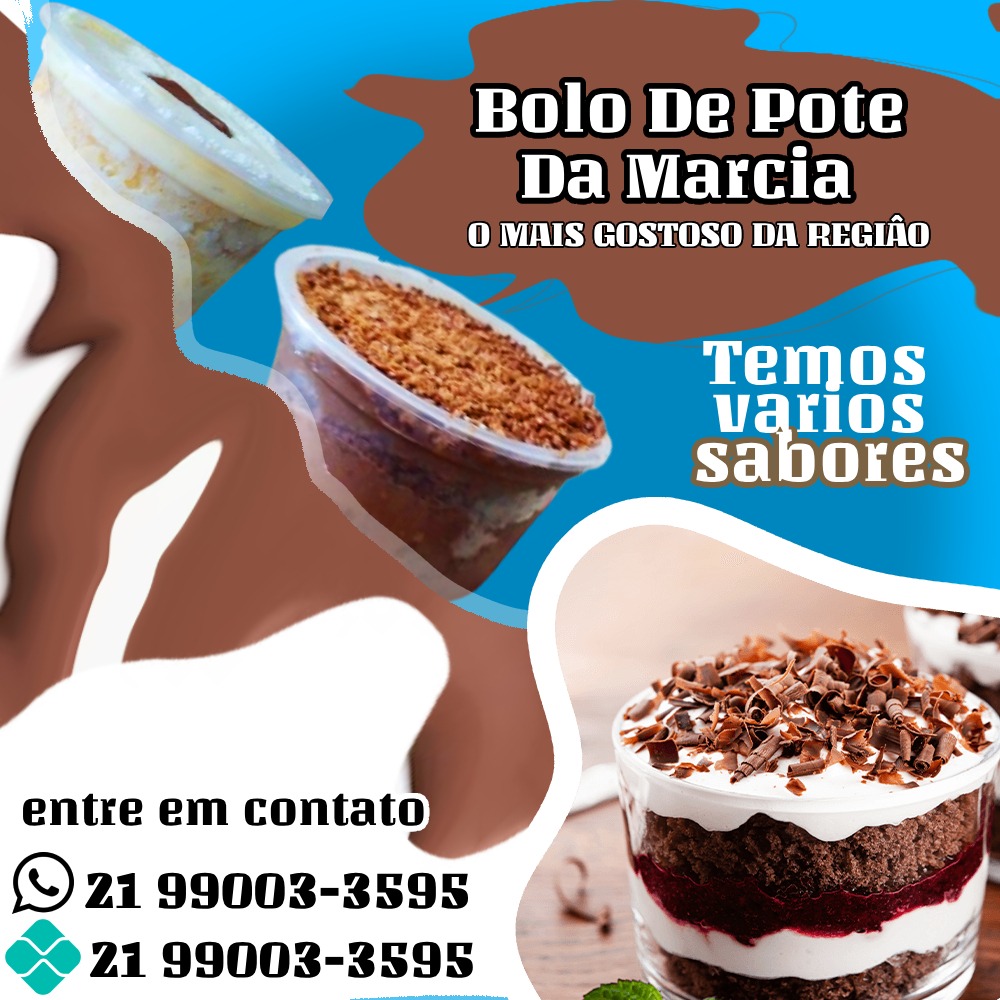 Bolo De Pote
Da Marcia
O MAIS GOSTOSO DA REGIÂO
Temos
varios
sabores
entre em contato
21 99003-3595
21 99003-3595